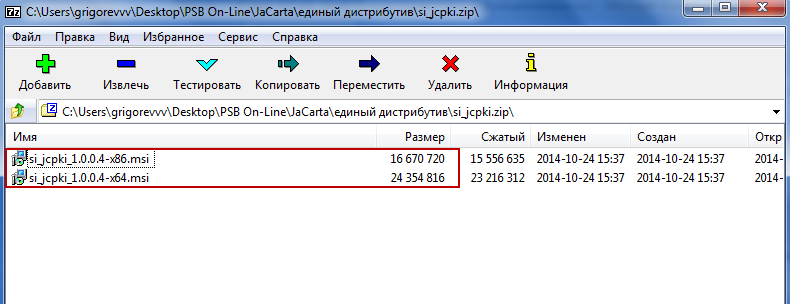 7z C:\Users\grigorevvv\Desktop\PSB On-Line\JaCarta\единый дистрибутив\si_jcpki.zip\
Файл Правка Вид Избранное Сервис Справка
Добавить Извлечь Тестировать Копировать Переместить Удалить Информация
C:\Users\grigorevvv\Desktop\PSB On-Line\JaCarta\единый дистрибутив\si_jcpki.zip\
Имя Размер Сжатый Изменен Создан Откр
si_jcpki_1.0.0.4-x86.msi 16 670 720 15 556 635 2014-10-24 15:37 2014-10-24 15:37 2014-
si_jcpki_1.0.0.4-x64.msi 24 354 816 23 216 312 2014-10-24 15:37 2014-10-24 15:37 2014-